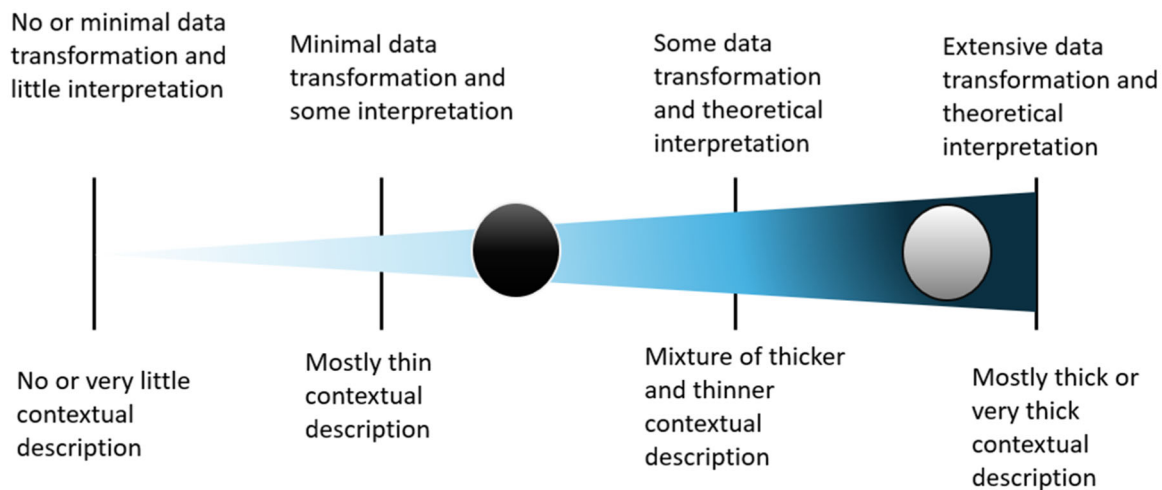 No or minimal data
transformation and
little interpretation
Minimal data
transformation and
some interpretation
Some data
transformation
and theoretical
interpretation
Extensive data
transformation and
theoretical
interpretation
No or very little
contextual
description
Mostly thin
contextual
description
Mixture of thicker
and thinner
contextual
description
Mostly thick or
very thick
contextual
description